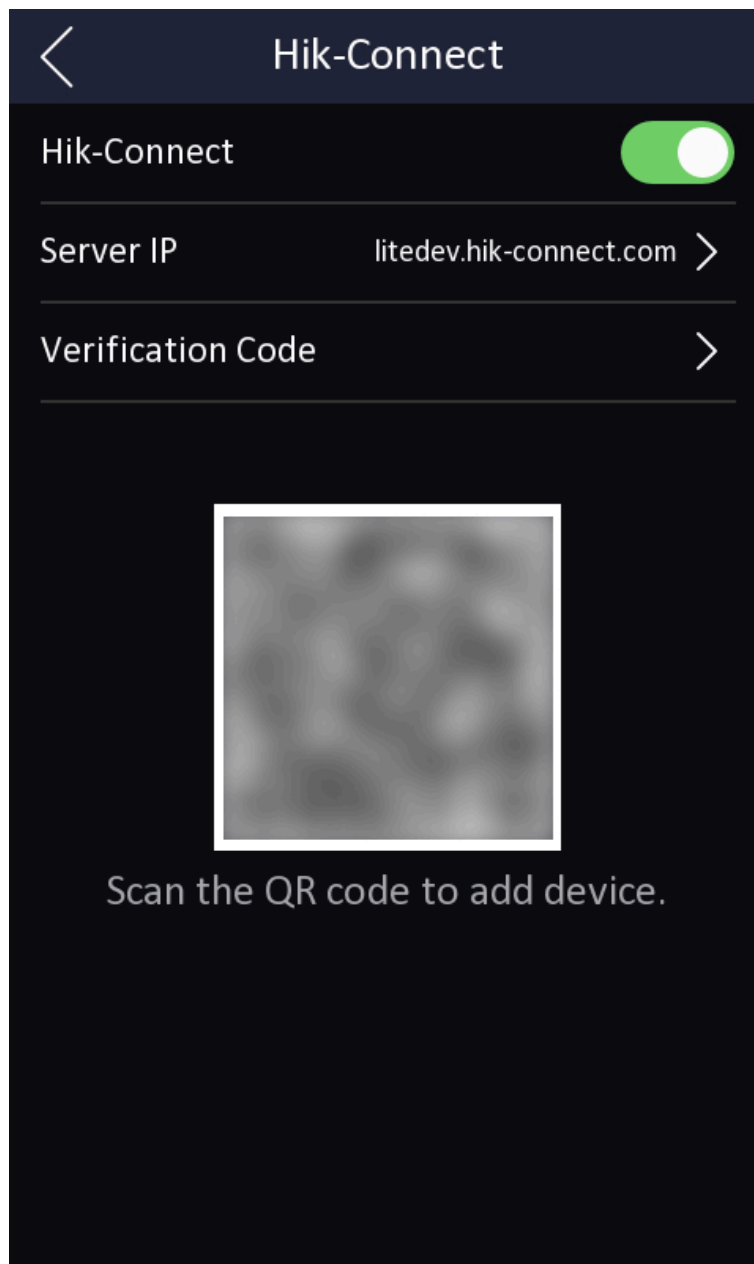 Hik-Connect
Hik-Connect
Server IP litedev.hik-connect.com
Verification Code
Scan the QR code to add device.